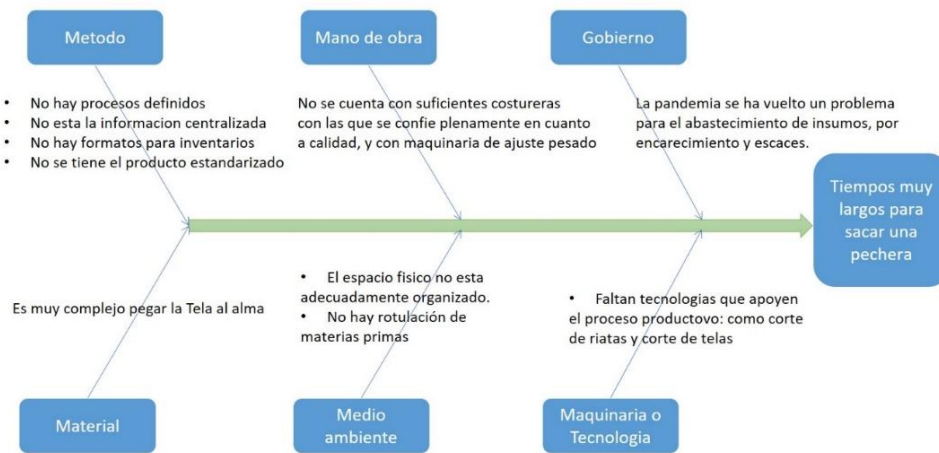 Metodo
Mano de obra
Gobierno
• No hay procesos definidos
• No esta la informacion centralizada
• No hay formatos para inventarios
• No se tiene el producto estandarizado
No se cuenta con suficientes costureras
con las que se confie plenamente en cuanto
a calidad, y con maquinaria de ajuste pesado
La pandemia se ha vuelto un problema
para el abastecimiento de insumos, por
encarecimiento y escaces.
Tiempos muy
largos para
sacar una
pechera
Es muy complejo pegar la Tela al alma
• El espacio fisico no esta
adecuadamente organizado.
• No hay rotulación de
materias primas
• Faltan tecnologias que apoyen
el proceso productovo: como corte
de riatas y corte de telas
Material
Medio
ambiente
Maquinaria o
Tecnologia